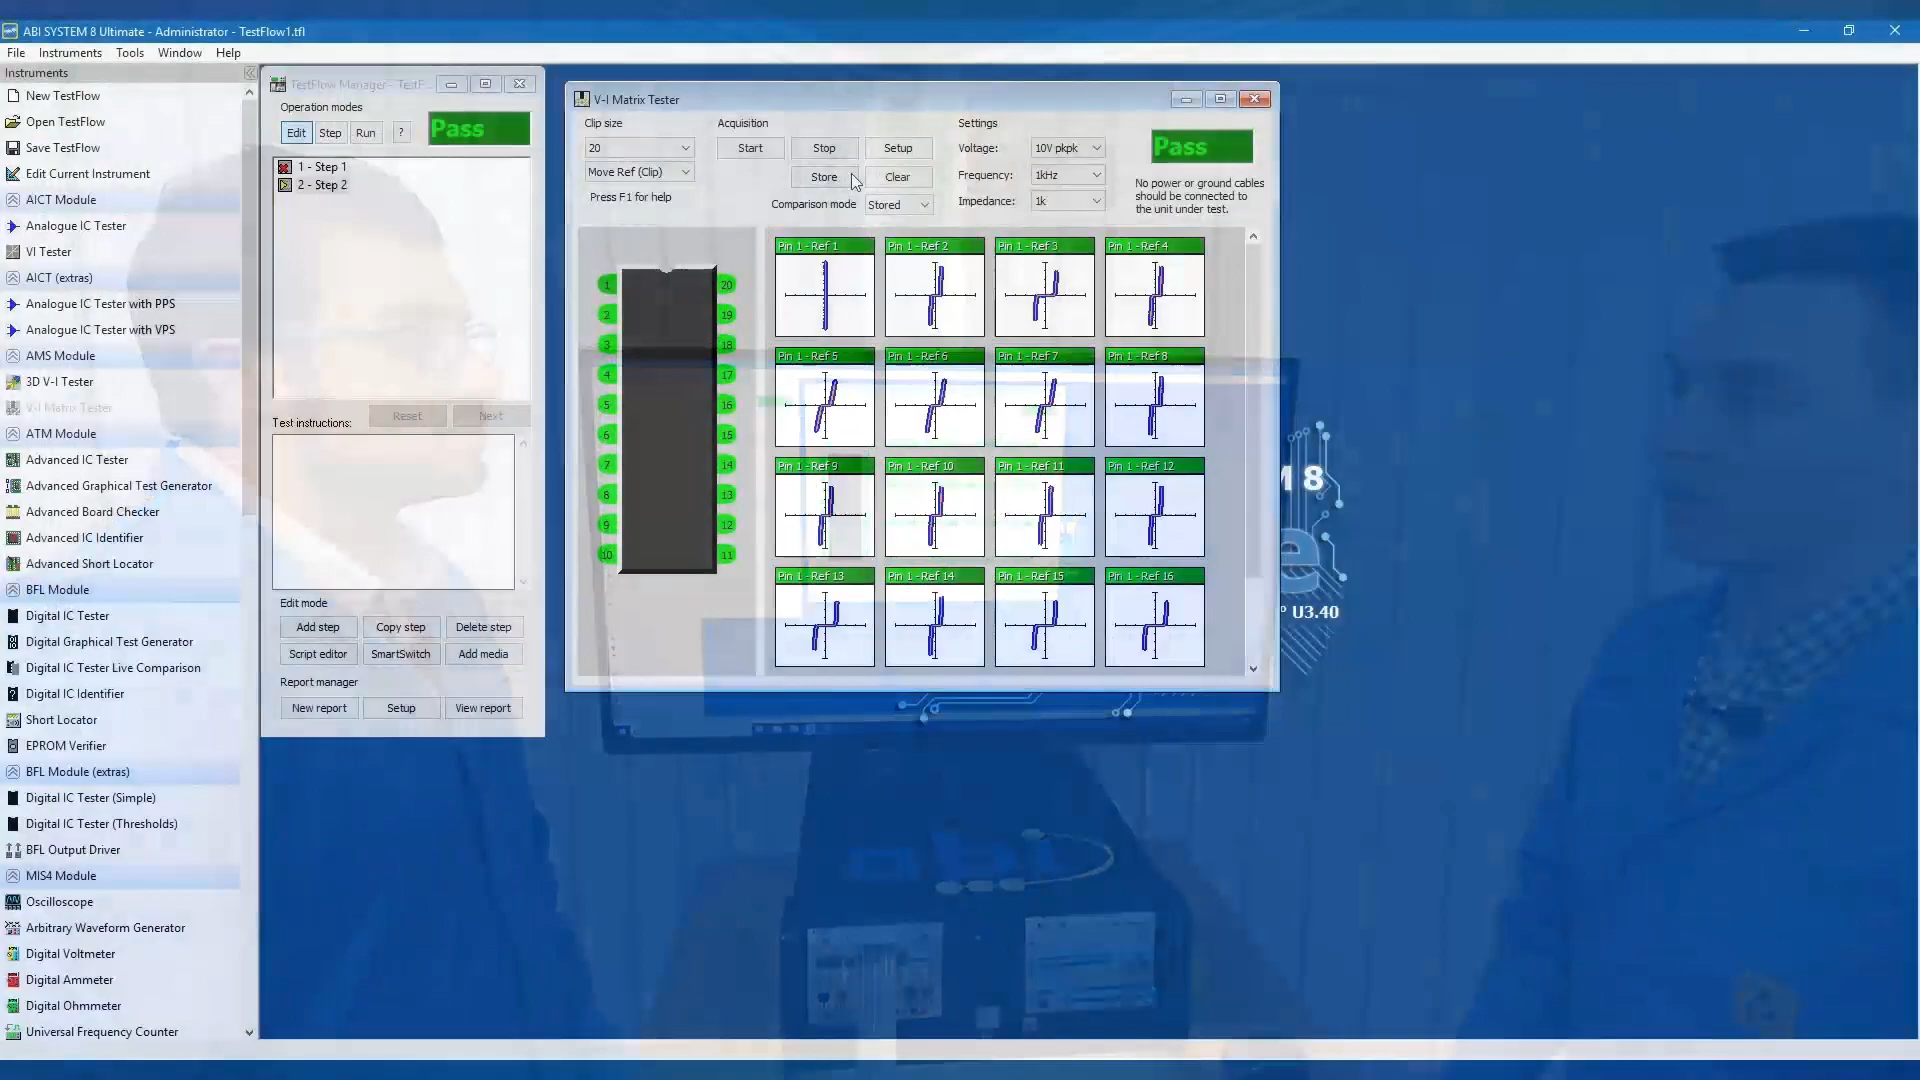 ABI SYSTEM 8 Ultimate - Administrator - TestFlow1.tfl
File Instruments Tools Window Help
Instruments
New TestFlow
Open TestFlow
Save TestFlow
Edit Current Instrument
AICT Module
Analogue IC Tester
VI Tester
AICT (extras)
Analogue IC Tester with PPS
Analogue IC Tester with VPS
AMS Module
3D V-I Tester
V-I Matrix Tester
ATM Module
Advanced IC Tester
Advanced Graphical Test Generator
Advanced Board Checker
Advanced IC Identifier
Advanced Short Locator
BFL Module
Digital IC Tester
Digital Graphical Test Generator
Digital IC Tester Live Comparison
Digital IC Identifier
Short Locator
EPROM Verifier
BFL Module (extras)
Digital IC Tester (Simple)
Digital IC Tester (Thresholds)
BFL Output Driver
MIS4 Module
Oscilloscope
Arbitrary Waveform Generator
Digital Voltmeter
Digital Ammeter
Digital Ohmmeter
Universal Frequency Counter
TestFlow Manager - TestF...
Operation modes
Edit Step Run ?
Pass
1 - Step 1
2 - Step 2
Reset Next
Test instructions:
Edit mode
Add step Copy step Delete step
Script editor SmartSwitch Add media
Report manager
New report Setup View report
V-I Matrix Tester
Clip size
20
Move Ref (Clip)
Press F1 for help
Acquisition
Start Stop Setup
Store Clear
Comparison mode Stored
Settings
Voltage: 10V pkpk
Frequency: 1kHz
Impedance: 1k
Pass
No power or ground cables
should be connected to
the unit under test.
1 20
2 19
3 18
4 17
5 16
6 15
7 14
8 13
9 12
10 11
Pin 1 - Ref 1 Pin 1 - Ref 2 Pin 1 - Ref 3 Pin 1 - Ref 4
Pin 1 - Ref 5 Pin 1 - Ref 6 Pin 1 - Ref 7 Pin 1 - Ref 8
Pin 1 - Ref 9 Pin 1 - Ref 10 Pin 1 - Ref 11 Pin 1 - Ref 12
Pin 1 - Ref 13 Pin 1 - Ref 14 Pin 1 - Ref 15 Pin 1 - Ref 16
M 8
e
U3.40